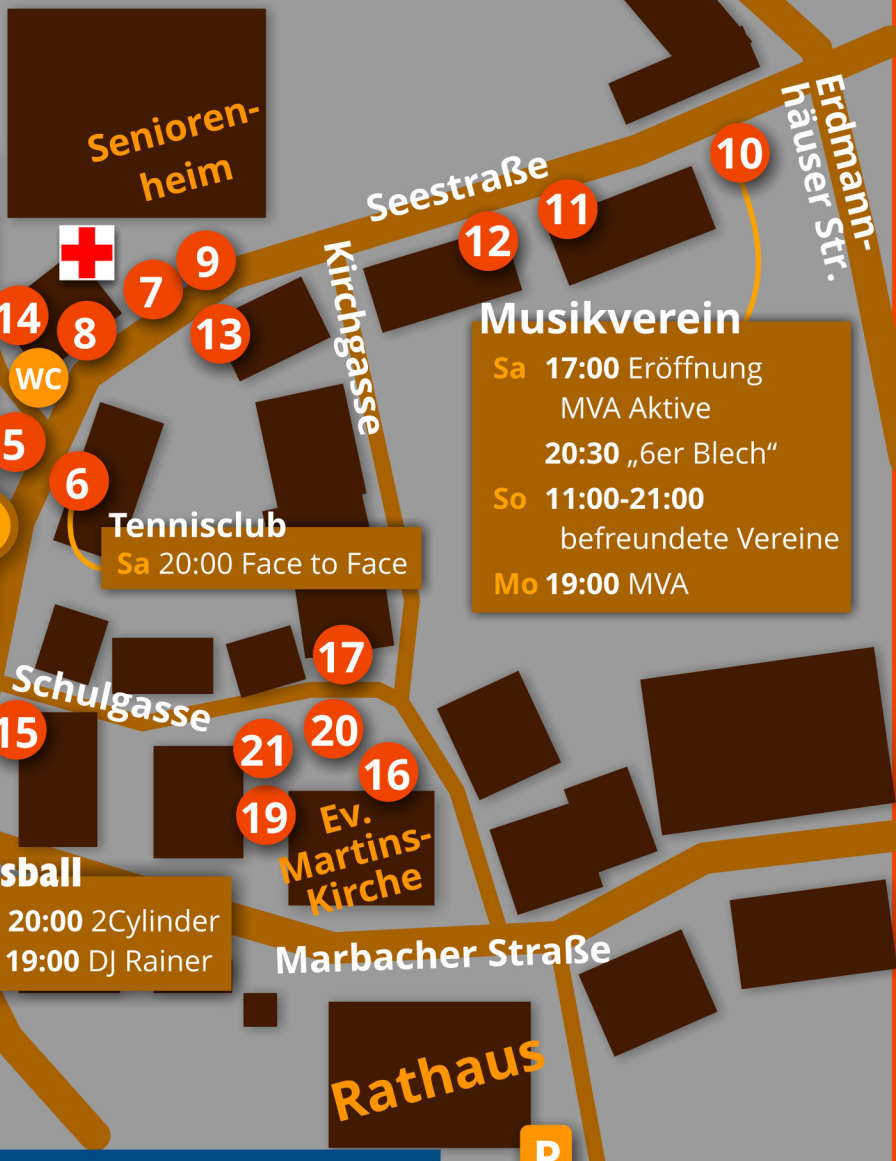 Senioren-
heim
Seestraße
Erdmann-
häuser Str.
10
11
12
9
7
14
8
13
WC
Kirchgasse
5
6
Musikverein
Sa 17:00 Eröffnung
MVA Aktive
20:30 „6er Blech“
So 11:00-21:00
befreundete Vereine
Mo 19:00 MVA
Tennisclub
Sa 20:00 Face to Face
17
Schulgasse
15
21
20
16
19
Ev.
Martins-
Kirche
sball
20:00 2Cylinder
19:00 DJ Rainer
Marbacher Straße
Rathaus
P